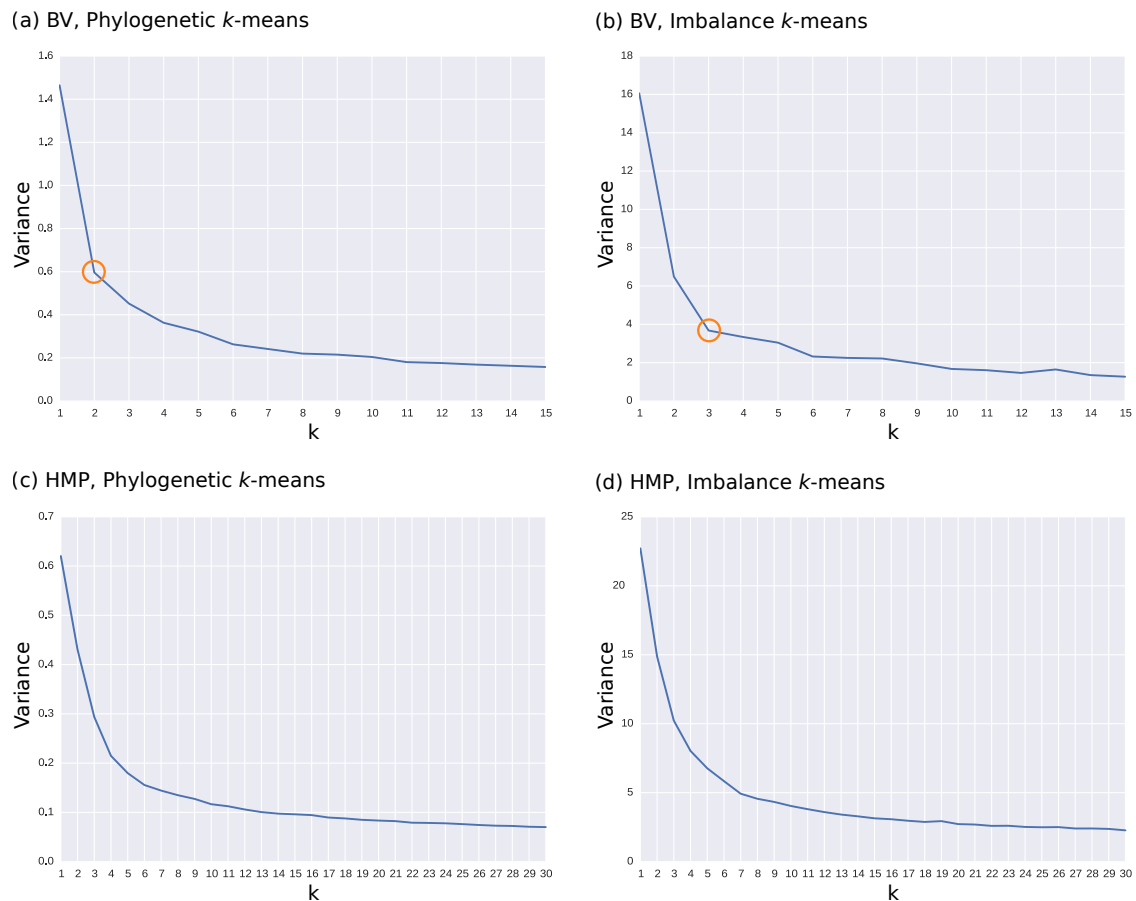 (a) BV, Phylogenetic k-means
1.6
1.4
1.2
1.0
0.8
0.6
0.4
0.2
0.0
Variance
1 2 3 4 5 6 7 8 9 10 11 12 13 14 15
k
(b) BV, Imbalance k-means
18
16
14
12
10
8
6
4
2
0
Variance
1 2 3 4 5 6 7 8 9 10 11 12 13 14 15
k
(c) HMP, Phylogenetic k-means
0.7
0.6
0.5
0.4
0.3
0.2
0.1
0.0
Variance
1 2 3 4 5 6 7 8 9 10 11 12 13 14 15 16 17 18 19 20 21 22 23 24 25 26 27 28 29 30
k
(d) HMP, Imbalance k-means
25
20
15
10
5
0
Variance
1 2 3 4 5 6 7 8 9 10 11 12 13 14 15 16 17 18 19 20 21 22 23 24 25 26 27 28 29 30
k